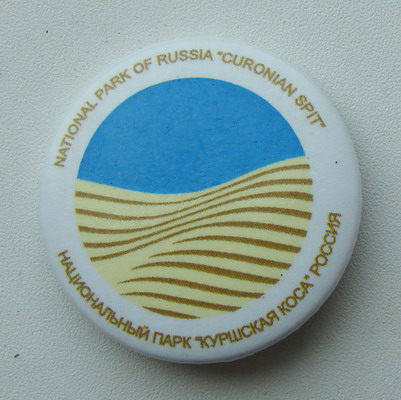 NATIONAL PARK OF RUSSIA "CURONIAN SPIT"
НАЦИОНАЛЬНЫЙ ПАРК "КУРШСКАЯ КОСА" РОССИЯ